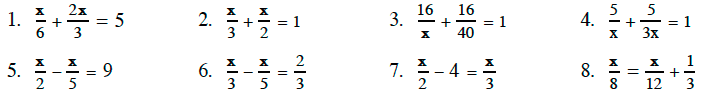 1. x/6 + 2x/3 = 5 2. x/3 + x/2 = 1 3. 16/x + 16/40 = 1 4. 5/x + 5/3x = 1
5. x/2 − x/5 = 9 6. x/3 − x/5 = 2/3 7. x/2 − 4 = x/3 8. x/8 = x/12 + 1/3